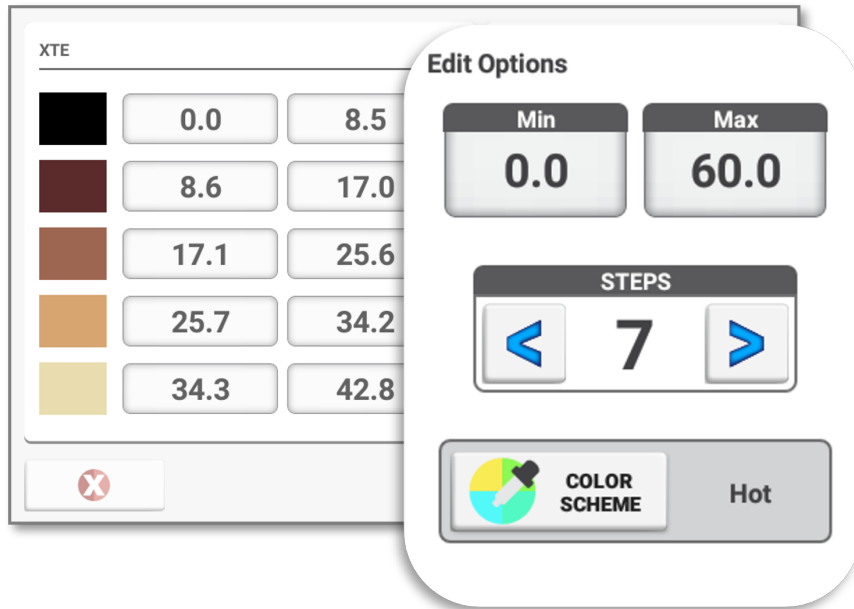 XTE
0.0 8.5
8.6 17.0
17.1 25.6
25.7 34.2
34.3 42.8
X
Edit Options
Min Max
0.0 60.0
STEPS
< 7 >
COLOR
SCHEME
Hot